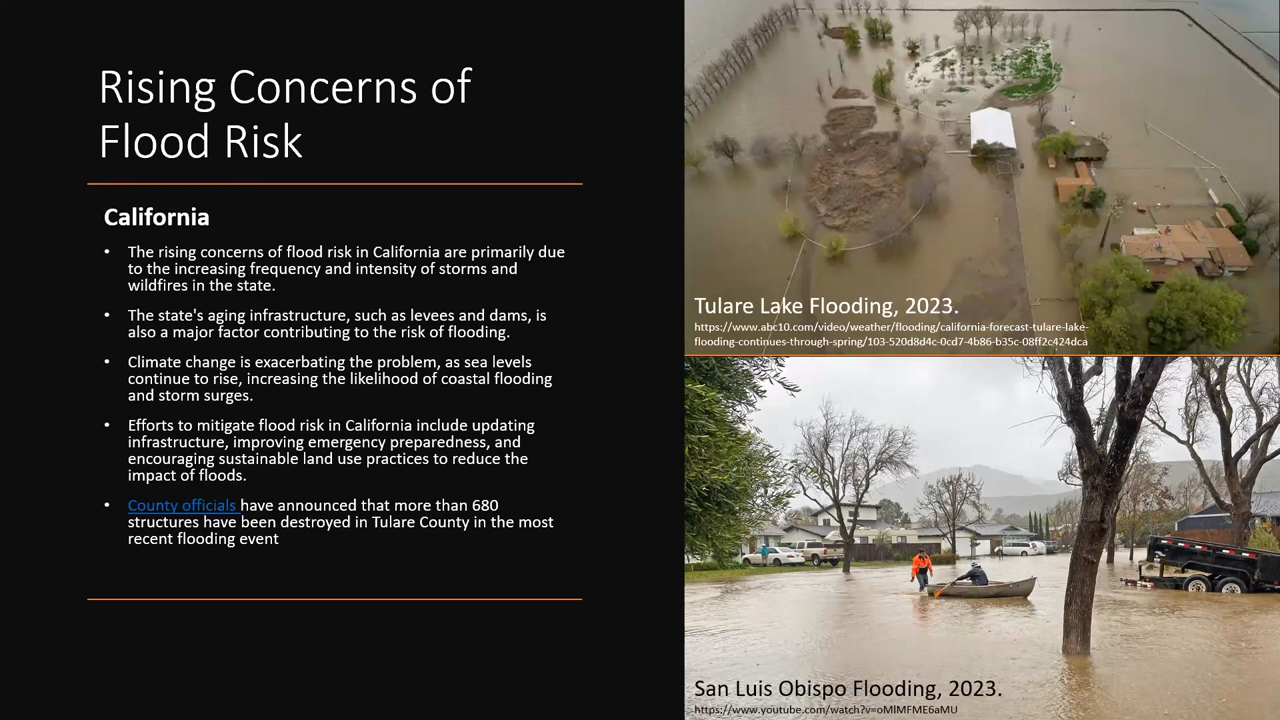 Rising Concerns of
Flood Risk
California
• The rising concerns of flood risk in California are primarily due
to the increasing frequency and intensity of storms and
wildfires in the state.
• The state's aging infrastructure, such as levees and dams, is
also a major factor contributing to the risk of flooding.
• Climate change is exacerbating the problem, as sea levels
continue to rise, increasing the likelihood of coastal flooding
and storm surges.
• Efforts to mitigate flood risk in California include updating
infrastructure, improving emergency preparedness, and
encouraging sustainable land use practices to reduce the
impact of floods.
• County officials have announced that more than 680
structures have been destroyed in Tulare County in the most
recent flooding event
Tulare Lake Flooding, 2023.
https://www.abc10.com/video/weather/flooding/california-forecast-tulare-lake-
flooding-continues-through-spring/103-520d8d4c-0cd7-4b86-b35c-08ff2c424dca
San Luis Obispo Flooding, 2023.
https://www.youtube.com/watch?v=oMlMFME6aMU